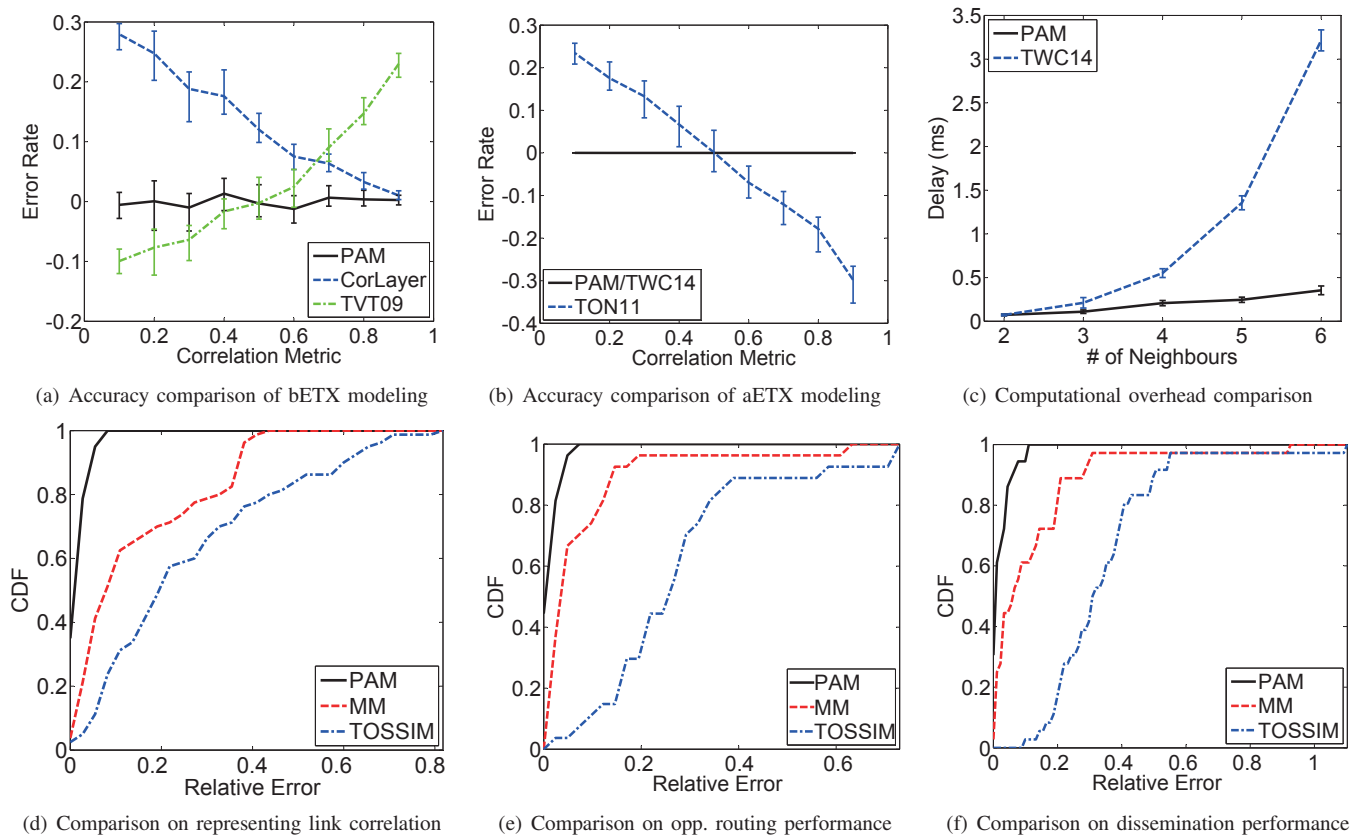 0.3
0.2
0.1
0
-0.1
-0.2
Error Rate
0
0.2
0.4
0.6
0.8
1
Correlation Metric
PAM
CorLayer
TVT09
(a) Accuracy comparison of bETX modeling
0.3
0.2
0.1
0
-0.1
-0.2
-0.3
-0.4
Error Rate
0
0.2
0.4
0.6
0.8
1
Correlation Metric
PAM/TWC14
TON11
(b) Accuracy comparison of aETX modeling
3.5
3
2.5
2
1.5
1
0.5
0
Delay (ms)
2
3
4
5
6
# of Neighbours
PAM
TWC14
(c) Computational overhead comparison
1
0.8
0.6
0.4
0.2
0
CDF
0
0.2
0.4
0.6
0.8
Relative Error
PAM
MM
TOSSIM
(d) Comparison on representing link correlation
1
0.8
0.6
0.4
0.2
0
CDF
0
0.2
0.4
0.6
Relative Error
PAM
MM
TOSSIM
(e) Comparison on opp. routing performance
1
0.8
0.6
0.4
0.2
0
CDF
0
0.2
0.4
0.6
0.8
1
Relative Error
PAM
MM
TOSSIM
(f) Comparison on dissemination performance